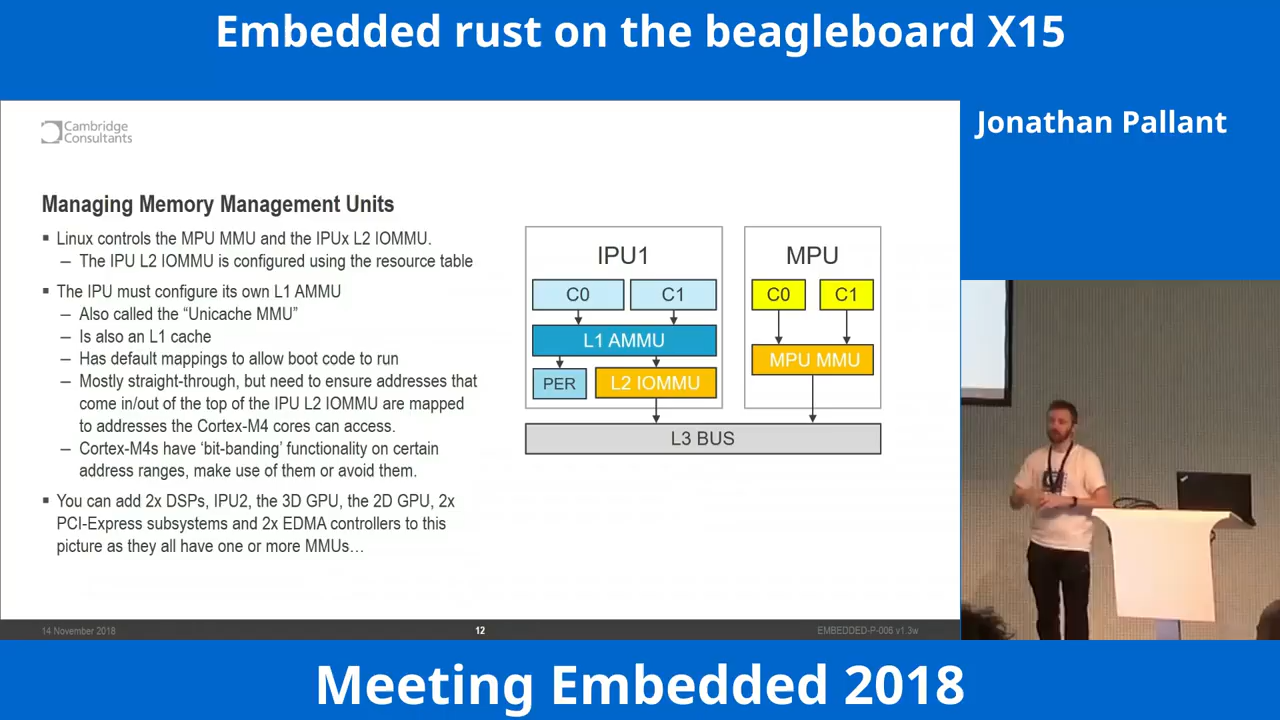 Embedded rust on the beagleboard X15
Jonathan Pallant
Cambridge
Consultants
Managing Memory Management Units
▪ Linux controls the MPU MMU and the IPUx L2 IOMMU.
– The IPU L2 IOMMU is configured using the resource table
▪ The IPU must configure its own L1 AMMU
– Also called the “Unicache MMU”
– Is also an L1 cache
– Has default mappings to allow boot code to run
– Mostly straight-through, but need to ensure addresses that
come in/out of the top of the IPU L2 IOMMU are mapped
to addresses the Cortex-M4 cores can access.
– Cortex-M4s have ‘bit-banding’ functionality on certain
address ranges, make use of them or avoid them.
▪ You can add 2x DSPs, IPU2, the 3D GPU, the 2D GPU, 2x
PCI-Express subsystems and 2x EDMA controllers to this
picture as they all have one or more MMUs…
IPU1
C0 C1
L1 AMMU
PER L2 IOMMU
MPU
C0 C1
MPU MMU
L3 BUS
14 November 2018
12
EMBEDDED-P-006 v1.3w
Meeting Embedded 2018